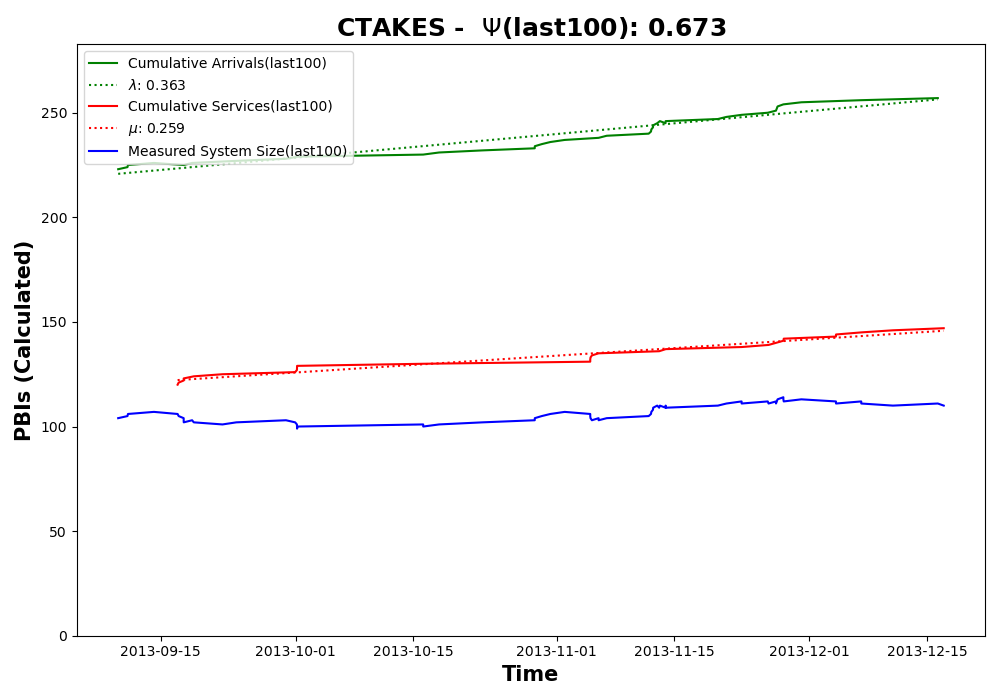 CTAKES - Ψ(last100): 0.673
Cumulative Arrivals(last100)
λ: 0.363
Cumulative Services(last100)
μ: 0.259
Measured System Size(last100)
PBIs (Calculated)
250
200
150
100
50
0
2013-09-15 2013-10-01 2013-10-15 2013-11-01 2013-11-15 2013-12-01 2013-12-15
Time